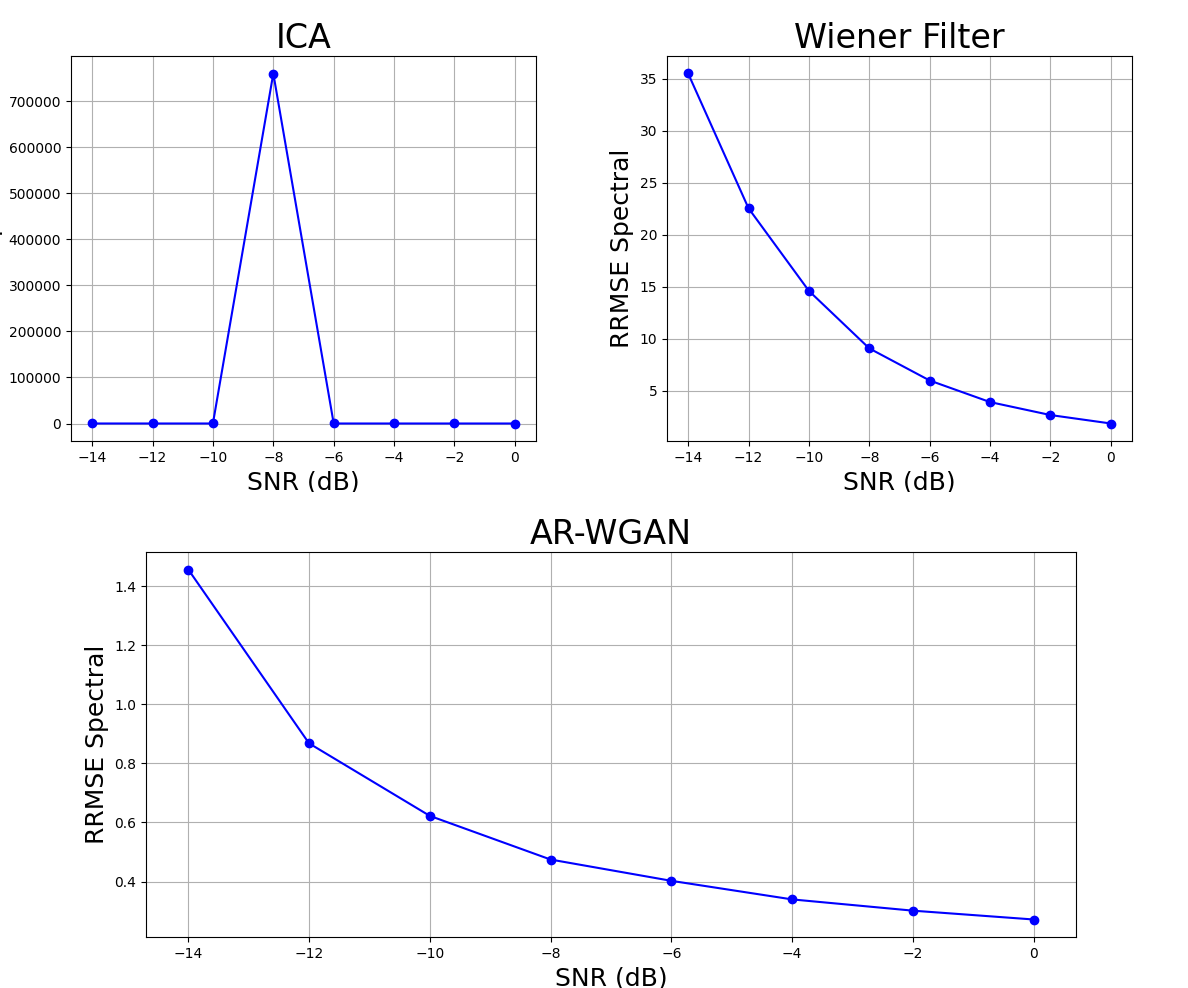 ICA
700000
600000
500000
400000
300000
200000
100000
0
−14 −12 −10 −8 −6 −4 −2 0
SNR (dB)
Wiener Filter
RRMSE Spectral
35
30
25
20
15
10
5
−14 −12 −10 −8 −6 −4 −2 0
SNR (dB)
AR-WGAN
RRMSE Spectral
1.4
1.2
1.0
0.8
0.6
0.4
−14 −12 −10 −8 −6 −4 −2 0
SNR (dB)